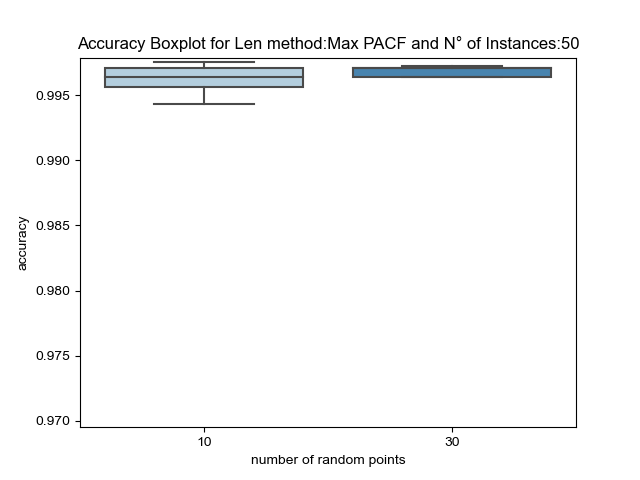 Accuracy Boxplot for Len method:Max PACF and N° of Instances:50
0.995
0.990
0.985
0.980
0.975
0.970
accuracy
10 30
number of random points